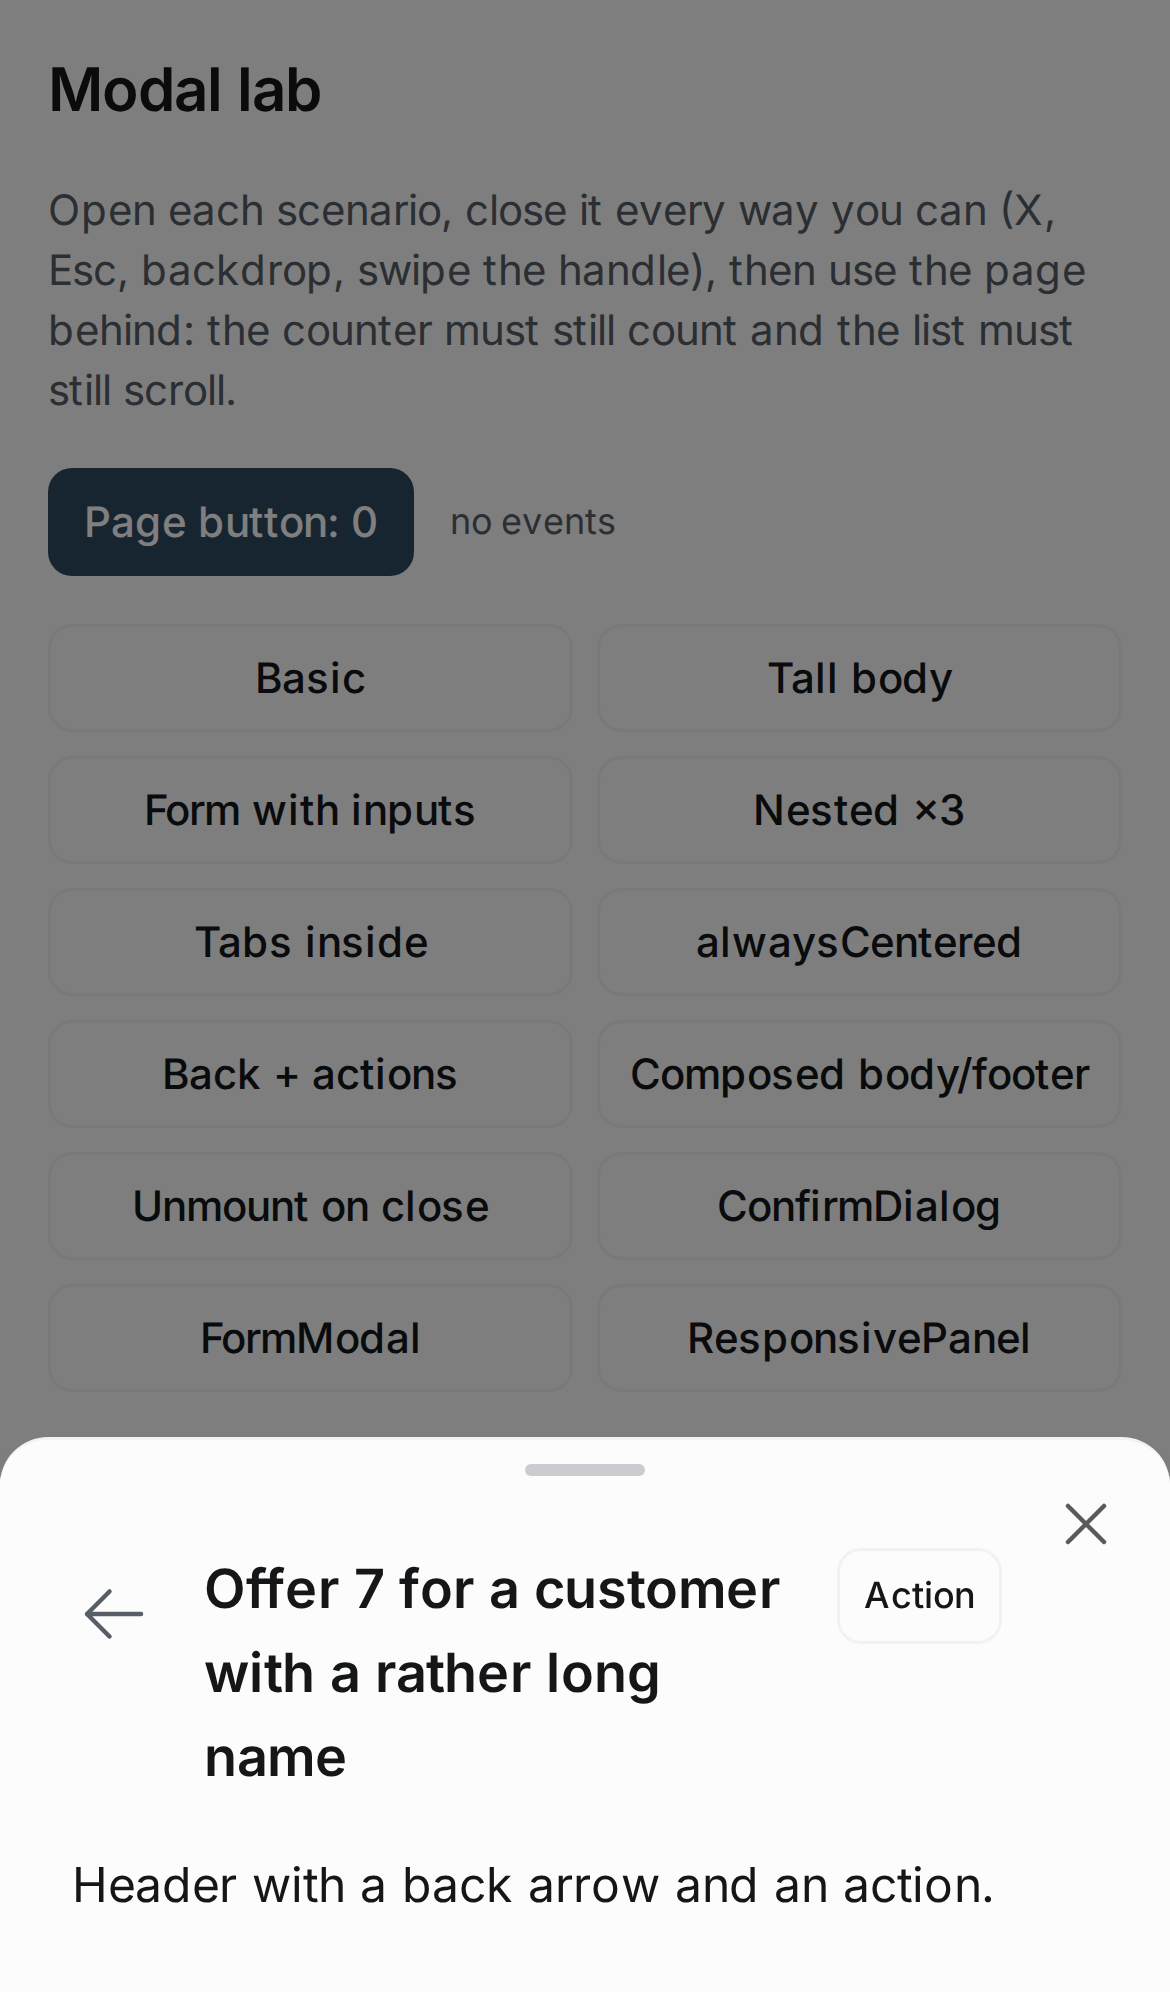 Modal lab
Open each scenario, close it every way you can (X,
Esc, backdrop, swipe the handle), then use the page
behind: the counter must still count and the list must
still scroll.
Page button: 0
no events
Basic
Tall body
Form with inputs
Nested ×3
Tabs inside
alwaysCentered
Back + actions
Composed body/footer
Unmount on close
ConfirmDialog
FormModal
ResponsivePanel
Offer 7 for a customer
with a rather long
name
Action
Header with a back arrow and an action.